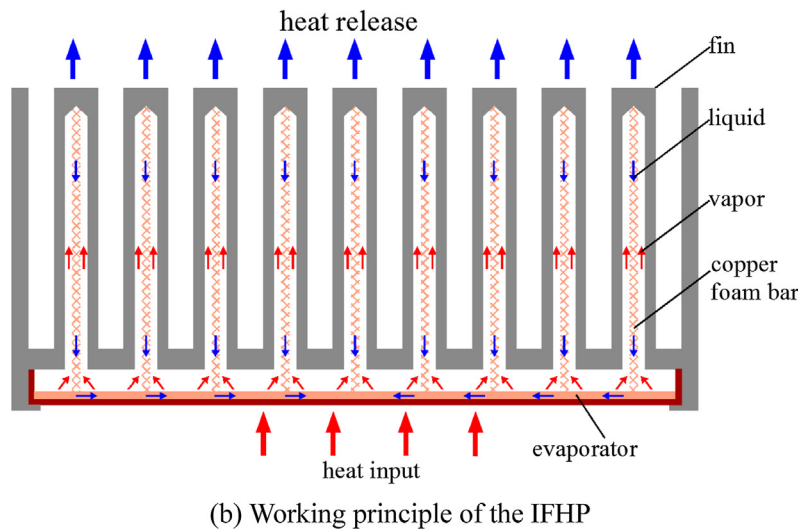 heat release
fin
liquid
vapor
copper
foam bar
evaporator
heat input
(b) Working principle of the IFHP